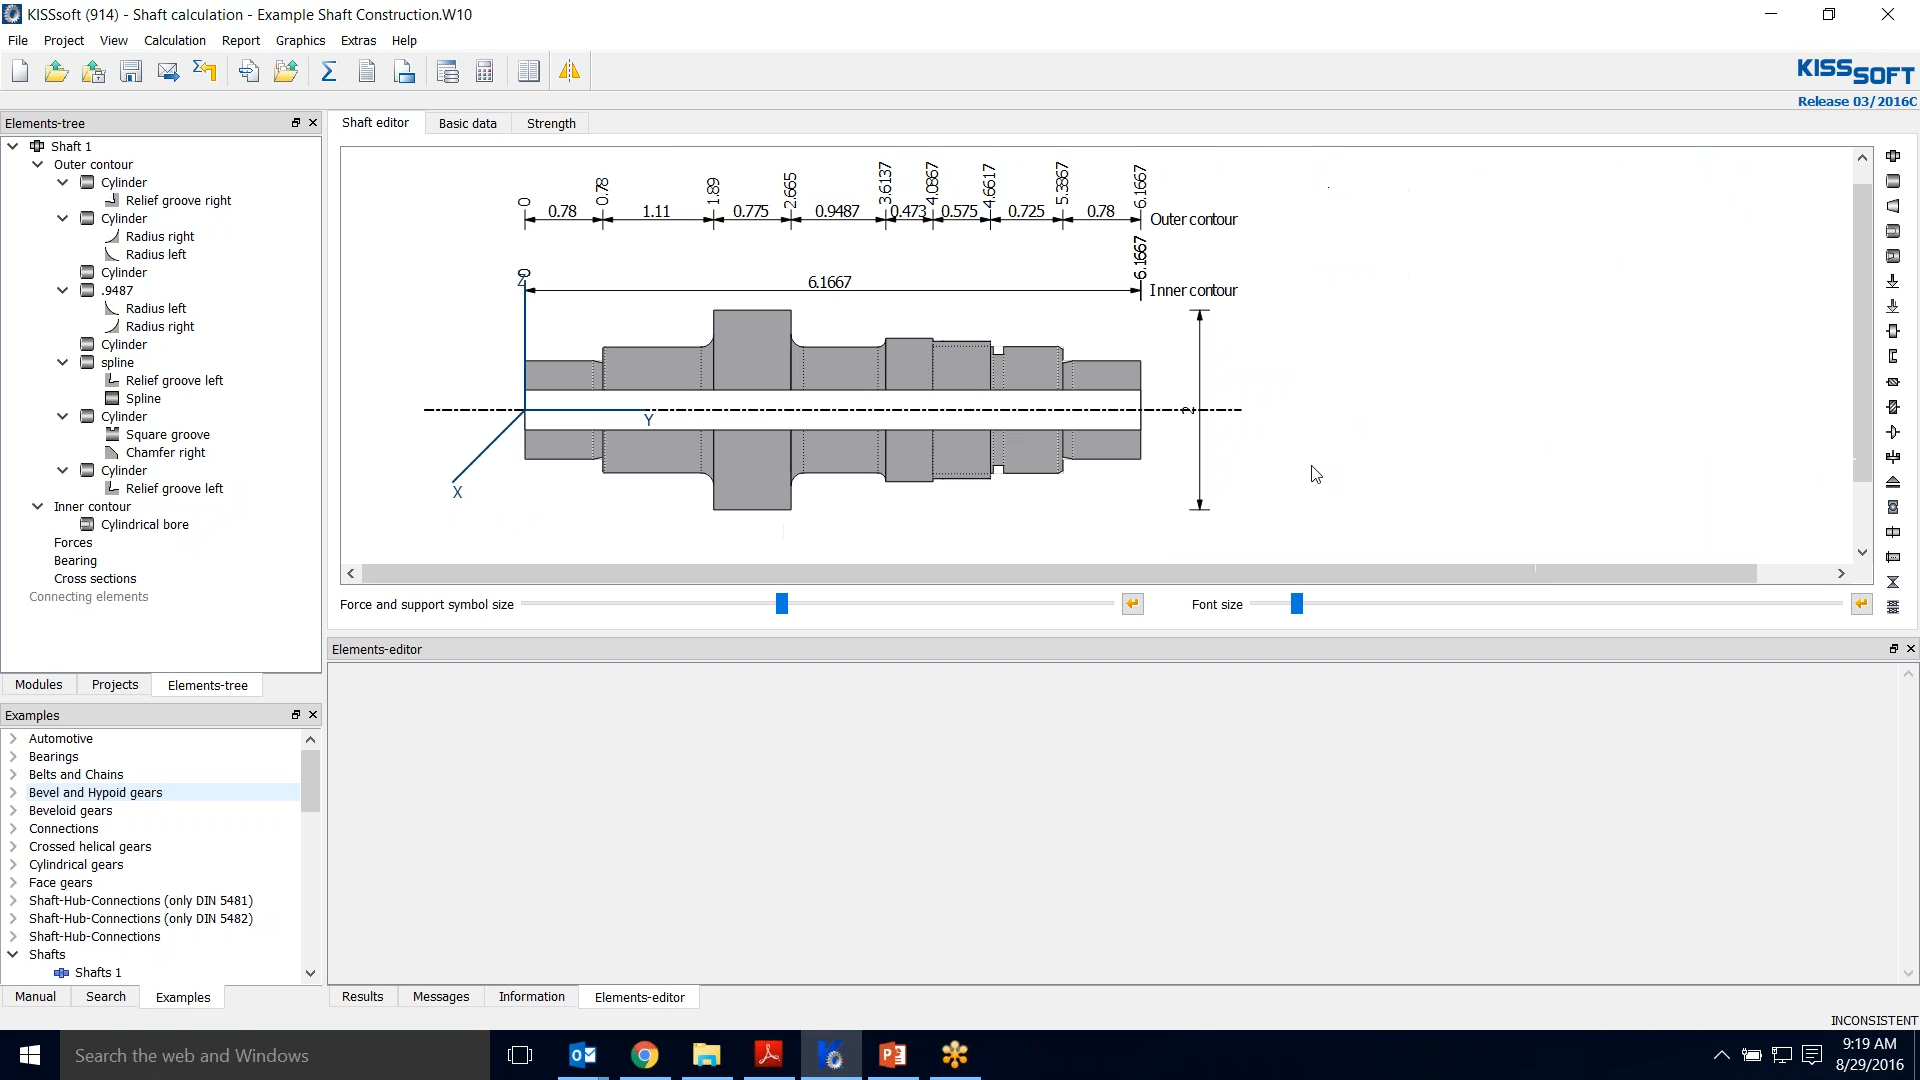 KISSsoft (914) - Shaft calculation - Example Shaft Construction.W10
File Project View Calculation Report Graphics Extras Help
KISSSOFT
Release 03/2016C
Elements-tree
Shaft 1
Outer contour
Cylinder
Relief groove right
Cylinder
Radius right
Radius left
Cylinder
.9487
Radius left
Radius right
Cylinder
spline
Relief groove left
Spline
Cylinder
Square groove
Chamfer right
Cylinder
Relief groove left
Inner contour
Cylindrical bore
Forces
Bearing
Cross sections
Connecting elements
Modules Projects Elements-tree
Examples
Automotive
Bearings
Belts and Chains
Bevel and Hypoid gears
Beveloid gears
Connections
Crossed helical gears
Cylindrical gears
Face gears
Shaft-Hub-Connections (only DIN 5481)
Shaft-Hub-Connections (only DIN 5482)
Shaft-Hub-Connections
Shafts
Shafts 1
Manual Search Examples
Shaft editor Basic data Strength
0 0.78 1.89 2.665 3.6137 4.0867 4.6617 5.3867 6.1667
0.78 1.11 0.775 0.9487 0.473 0.575 0.725 0.78 Outer contour
0 6.1667
6.1667 Inner contour
Z
Y
X
2
Force and support symbol size Font size
Elements-editor
Results Messages Information Elements-editor
INCONSISTENT
Search the web and Windows
9:19 AM
8/29/2016